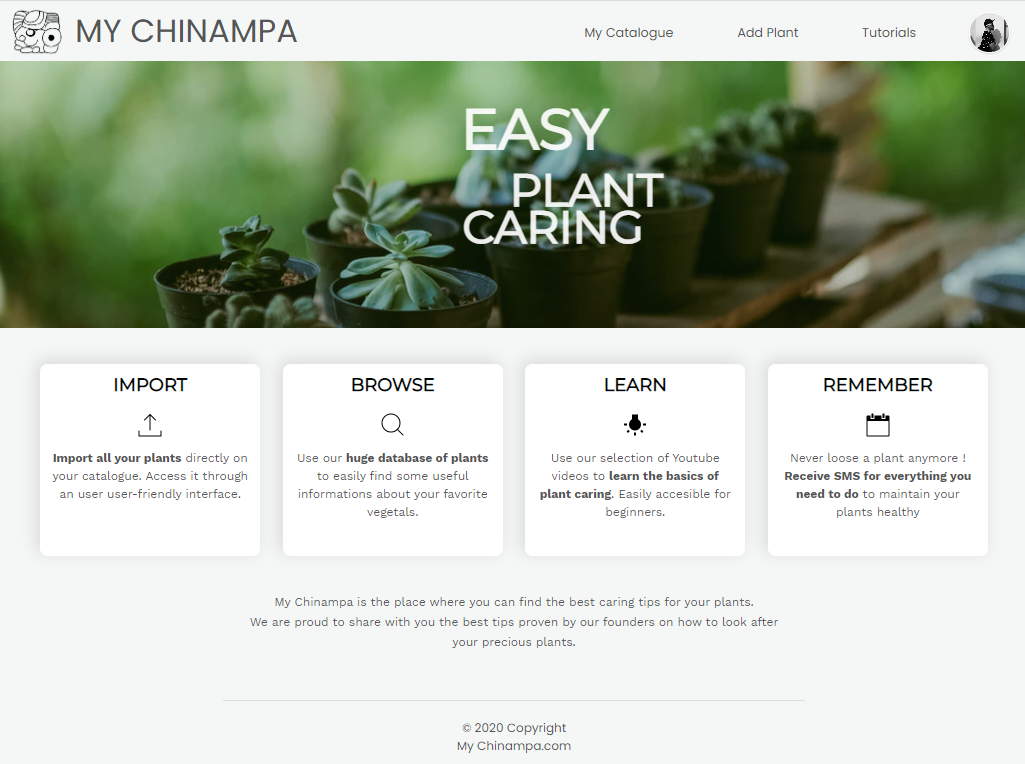 MY CHINAMPA
My Catalogue
Add Plant
Tutorials
EASY
PLANT
CARING
IMPORT
Import all your plants directly on
your catalogue. Access it through
an user user-friendly interface.
BROWSE
Use our huge database of plants
to easily find some useful
informations about your favorite
vegetals.
LEARN
Use our selection of Youtube
videos to learn the basics of
plant caring. Easily accesible for
beginners.
REMEMBER
Never loose a plant anymore !
Receive SMS for everything you
need to do to maintain your
plants healthy
My Chinampa is the place where you can find the best caring tips for your plants.
We are proud to share with you the best tips proven by our founders on how to look after
your precious plants.
© 2020 Copyright
My Chinampa.com